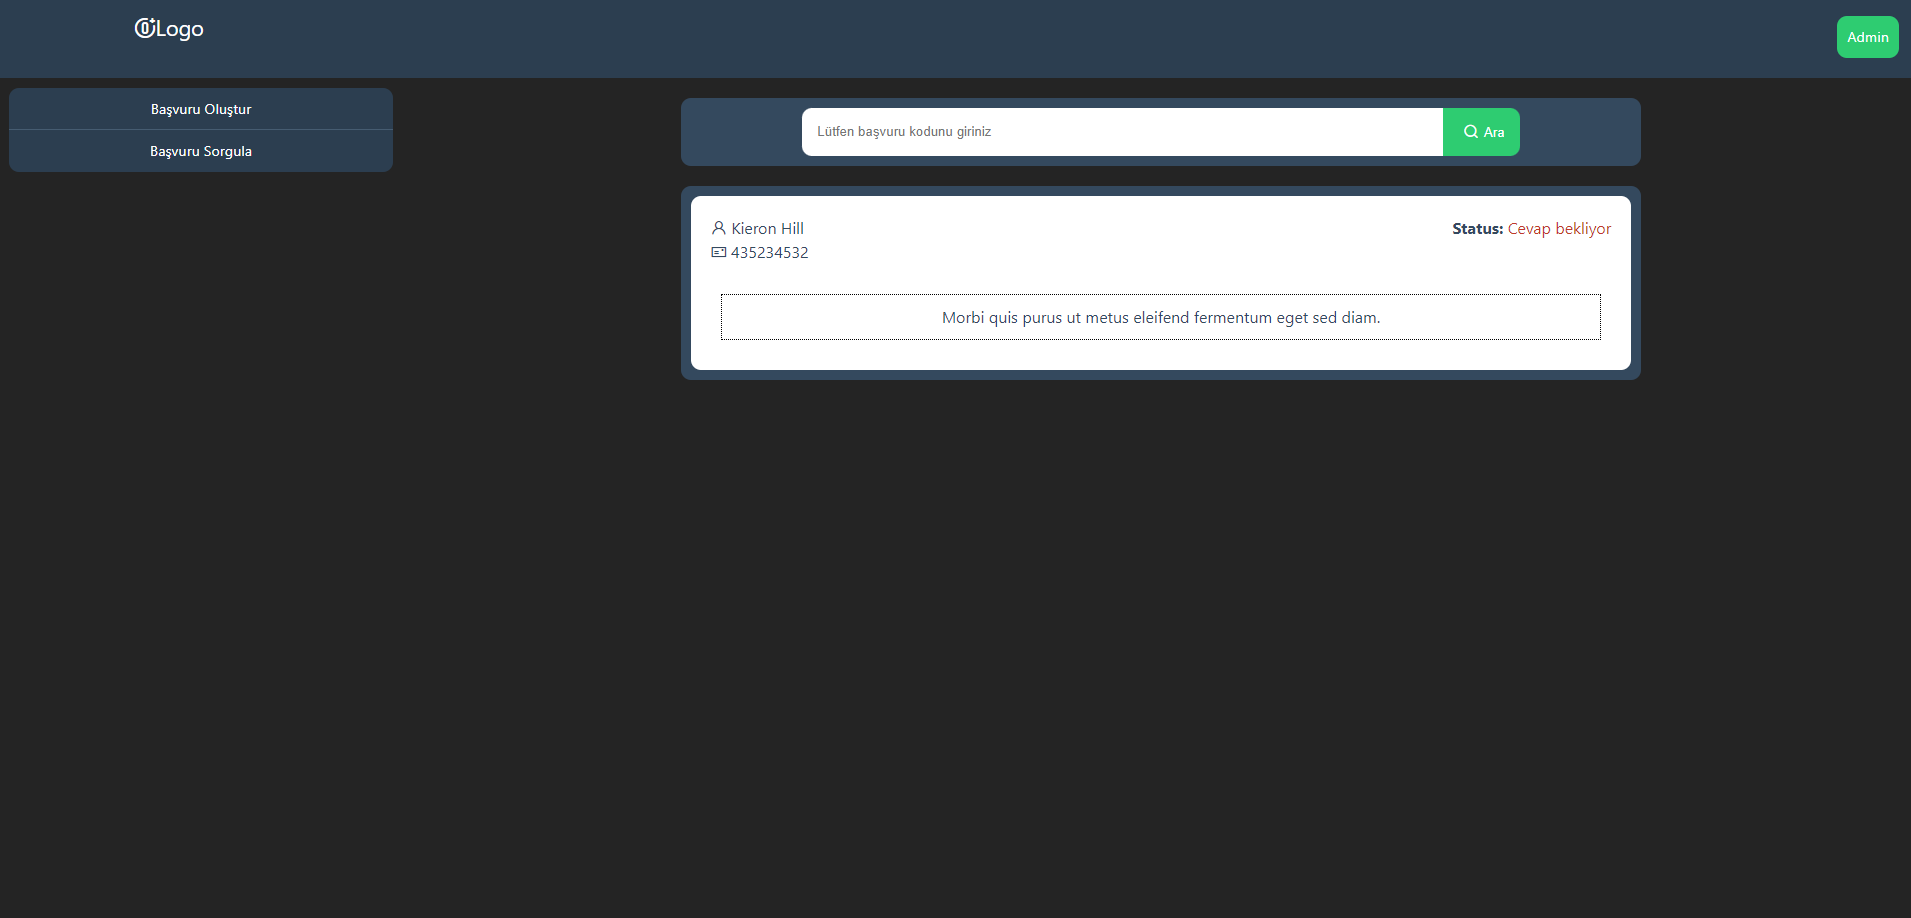 Logo
Admin
Başvuru Oluştur
Başvuru Sorgula
Lütfen başvuru kodunu giriniz
Ara
Kieron Hill
Status: Cevap bekliyor
435234532
Morbi quis purus ut metus eleifend fermentum eget sed diam.